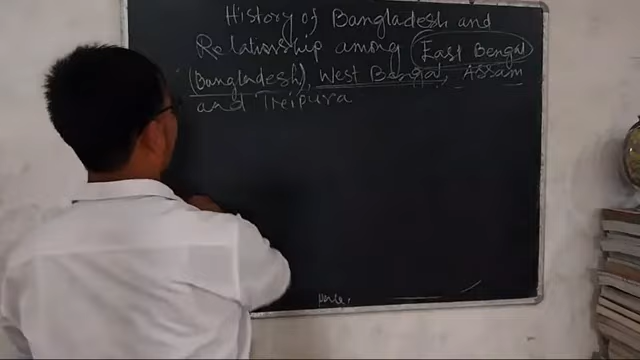 History of Bangladesh and
Relationship among East Bengal
(Bangladesh), West Bengal, Assam
and Treipura